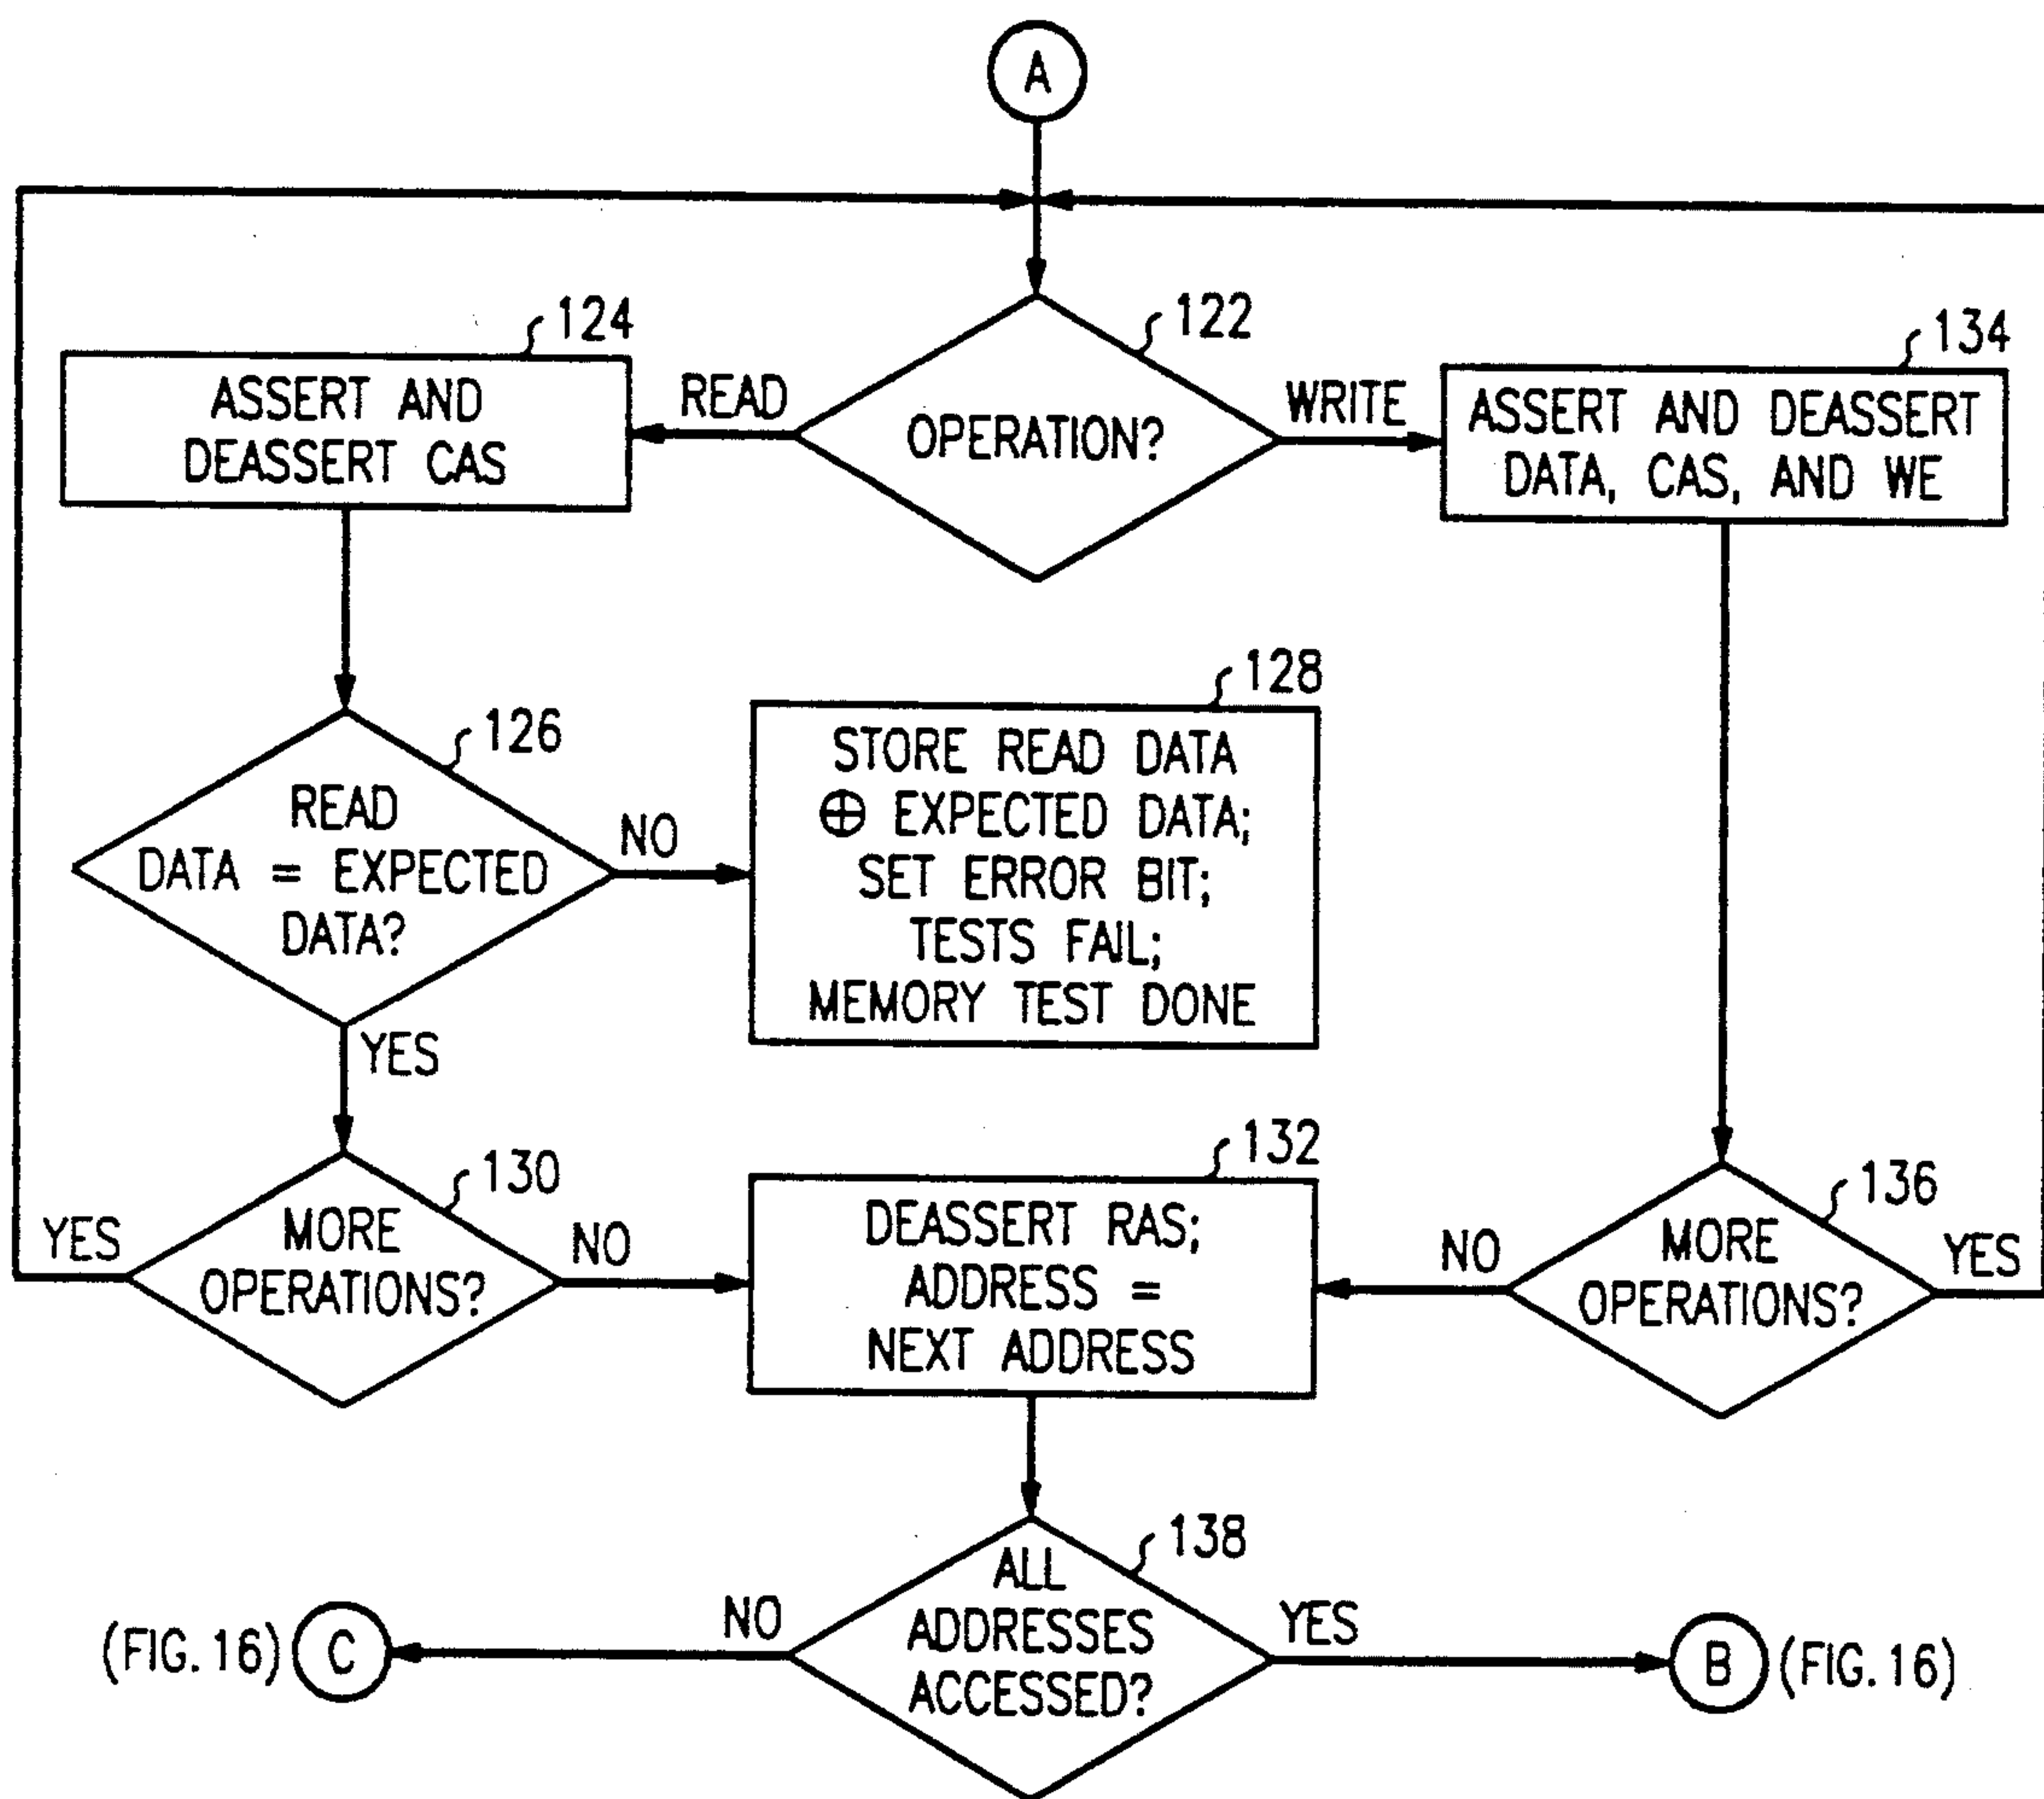 A
124
122
134
ASSERT AND
DEASSERT CAS
READ
OPERATION?
WRITE
ASSERT AND DEASSERT
DATA, CAS, AND WE
126
READ
DATA = EXPECTED
DATA?
NO
YES
128
STORE READ DATA
⊕ EXPECTED DATA;
SET ERROR BIT;
TESTS FAIL;
MEMORY TEST DONE
130
YES
MORE
OPERATIONS?
NO
132
DEASSERT RAS;
ADDRESS =
NEXT ADDRESS
136
NO
MORE
OPERATIONS?
YES
138
ALL
ADDRESSES
ACCESSED?
NO
YES
(FIG. 16) C
B (FIG. 16)